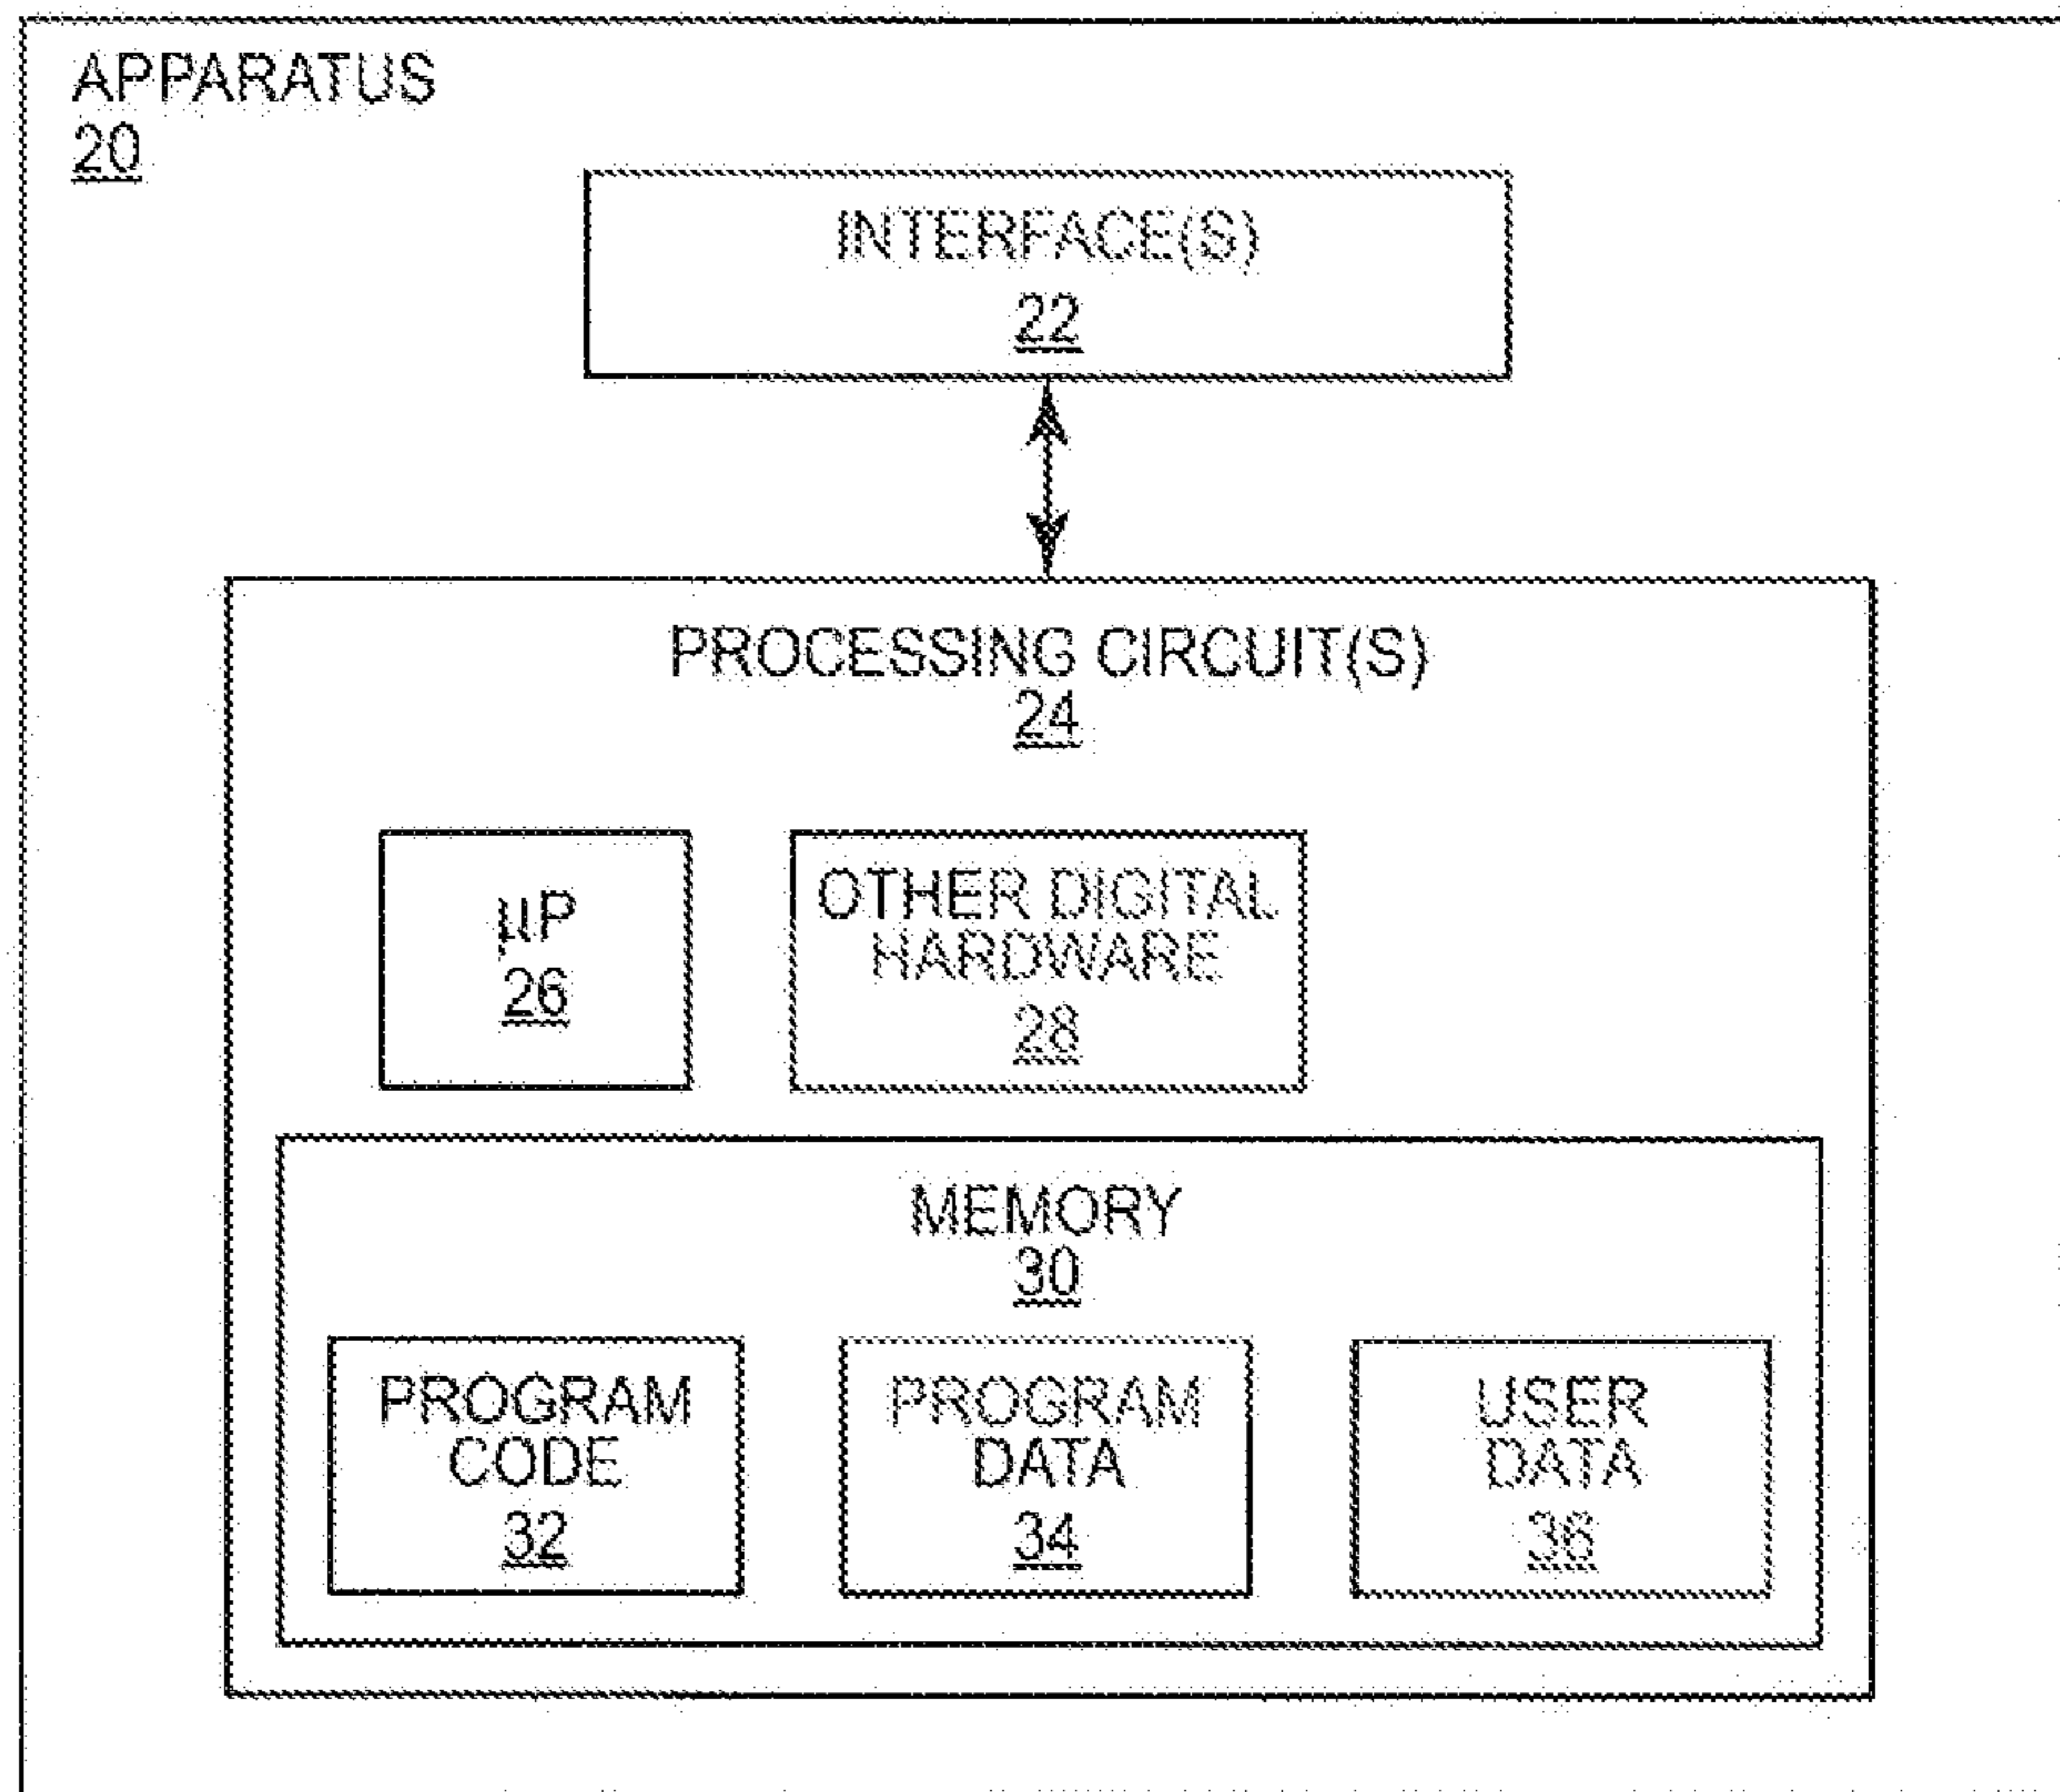 APPARATUS
20
INTERFACE(S)
22
PROCESSING CIRCUIT(S)
24
µP
26
OTHER DIGITAL
HARDWARE
28
MEMORY
30
PROGRAM
CODE
32
PROGRAM
DATA
34
USER
DATA
36